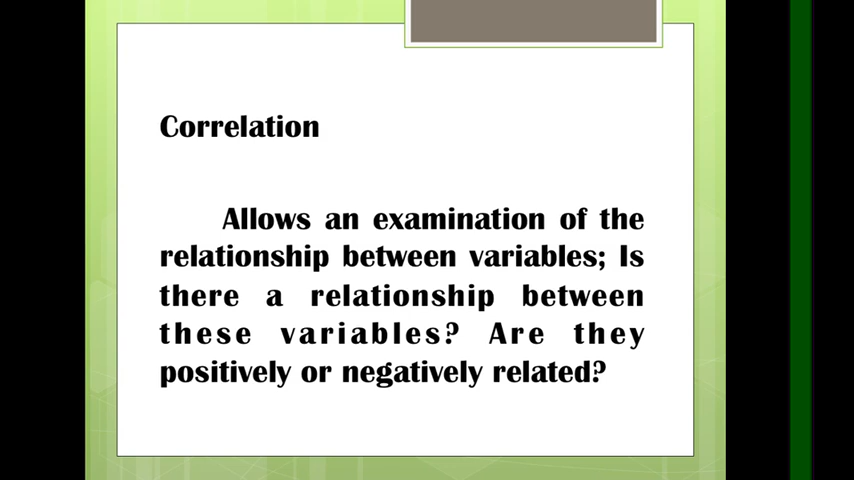 Correlation
Allows an examination of the
relationship between variables; Is
there a relationship between
these variables? Are they
positively or negatively related?